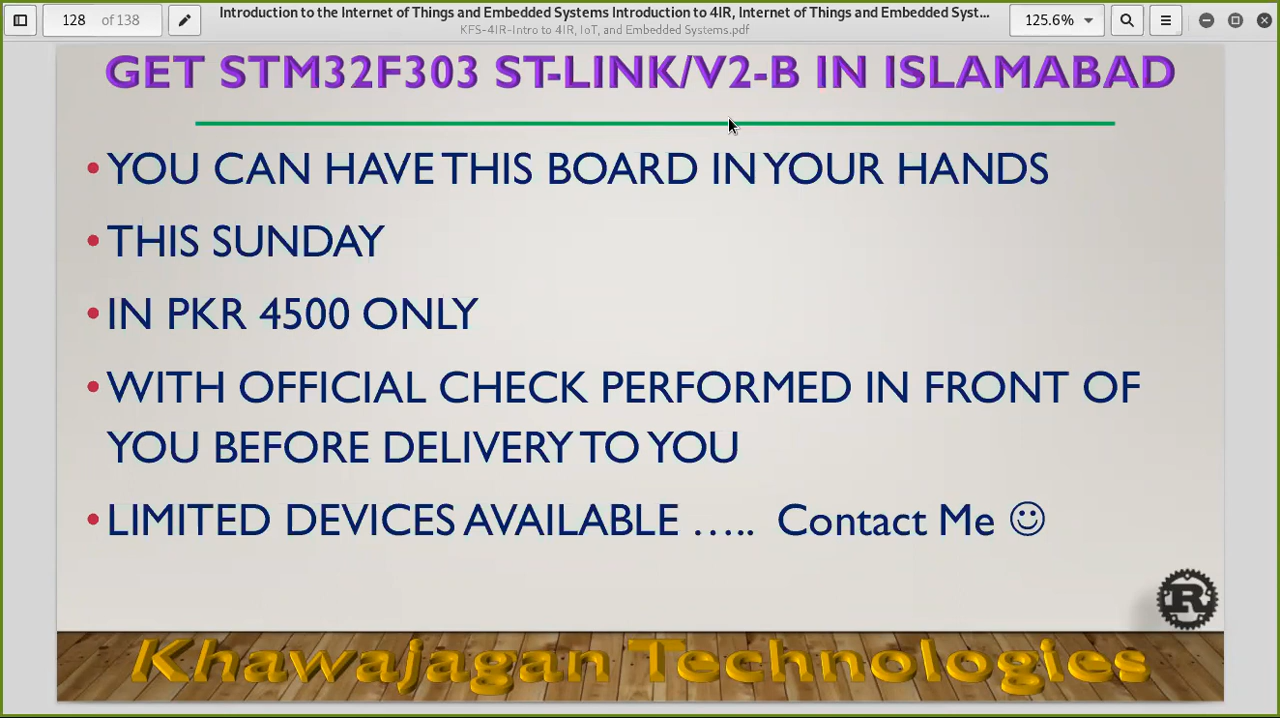 128 of 138
Introduction to the Internet of Things and Embedded Systems Introduction to 4IR, Internet of Things and Embedded Syst...
KFS-4IR-Intro to 4IR, IoT, and Embedded Systems.pdf
125.6%
GET STM32F303 ST-LINK/V2-B IN ISLAMABAD
• YOU CAN HAVE THIS BOARD IN YOUR HANDS
• THIS SUNDAY
• IN PKR 4500 ONLY
• WITH OFFICIAL CHECK PERFORMED IN FRONT OF
YOU BEFORE DELIVERY TO YOU
• LIMITED DEVICES AVAILABLE ..... Contact Me ☺
R
Khawajagan Technologies